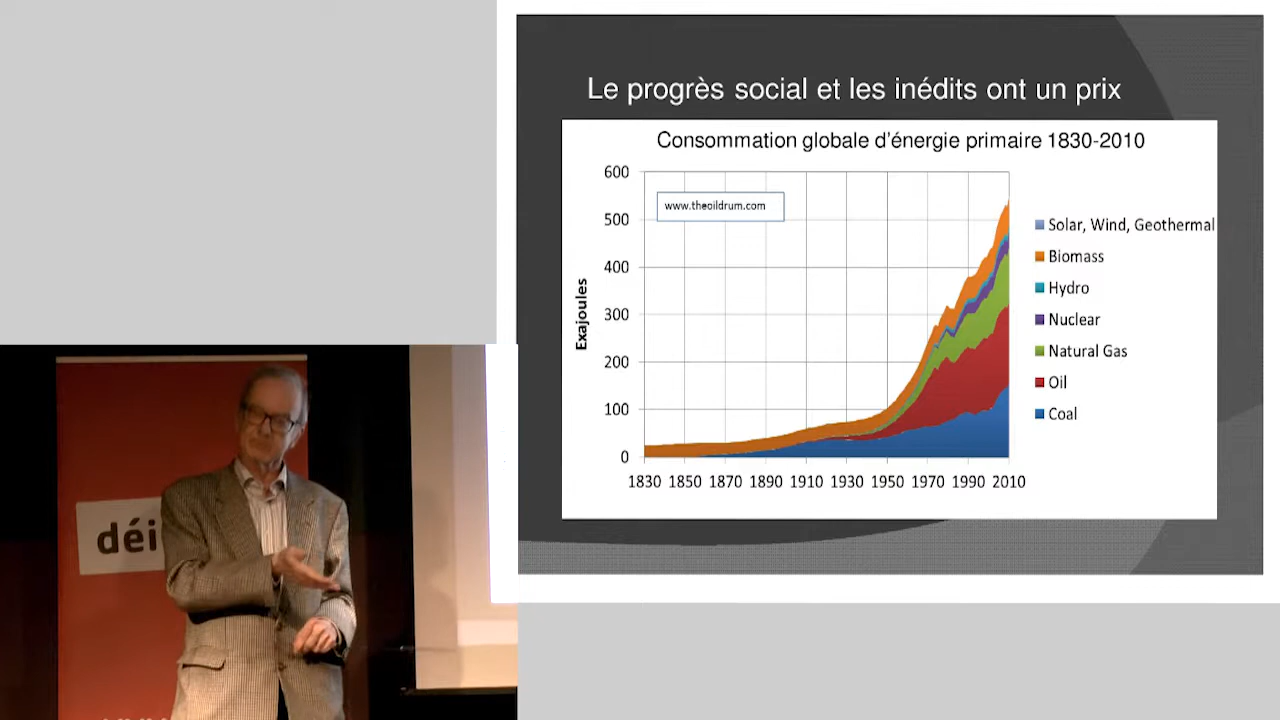 Le progrès social et les inédits ont un prix
Consommation globale d'énergie primaire 1830-2010
600
500
400
300
200
100
0
www.theoildrum.com
Exajoules
1830 1850 1870 1890 1910 1930 1950 1970 1990 2010
Solar, Wind, Geothermal
Biomass
Hydro
Nuclear
Natural Gas
Oil
Coal
déi